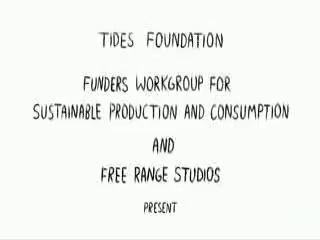 TIDES FOUNDATION
FUNDERS WORKGROUP FOR
SUSTAINABLE PRODUCTION AND CONSUMPTION
AND
FREE RANGE STUDIOS
PRESENT